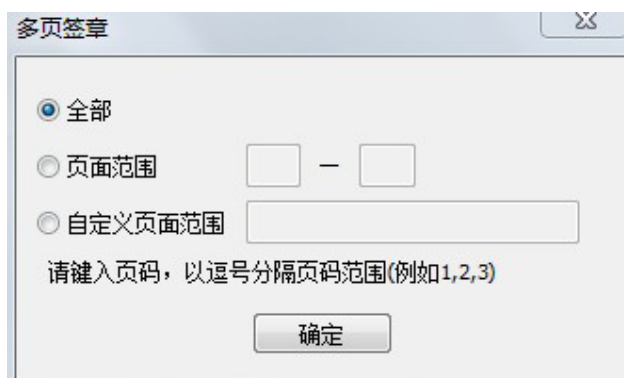 多页签章
全部
页面范围 —
自定义页面范围
请键入页码，以逗号分隔页码范围(例如1,2,3)
确定